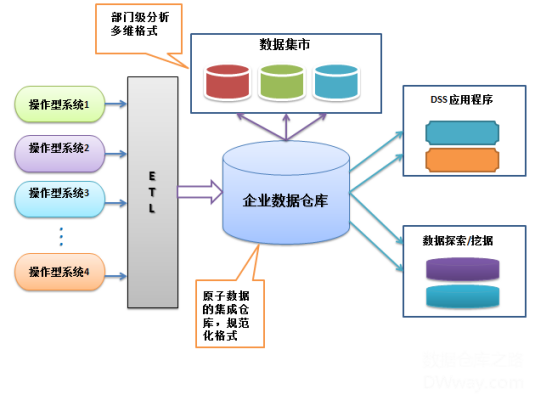 部门级分析
多维格式
数据集市
操作型系统1
操作型系统2
操作型系统3
操作型系统4
E
T
L
企业数据仓库
DSS应用程序
数据探索/挖掘
原子数据
的集成仓
库，规范
化格式